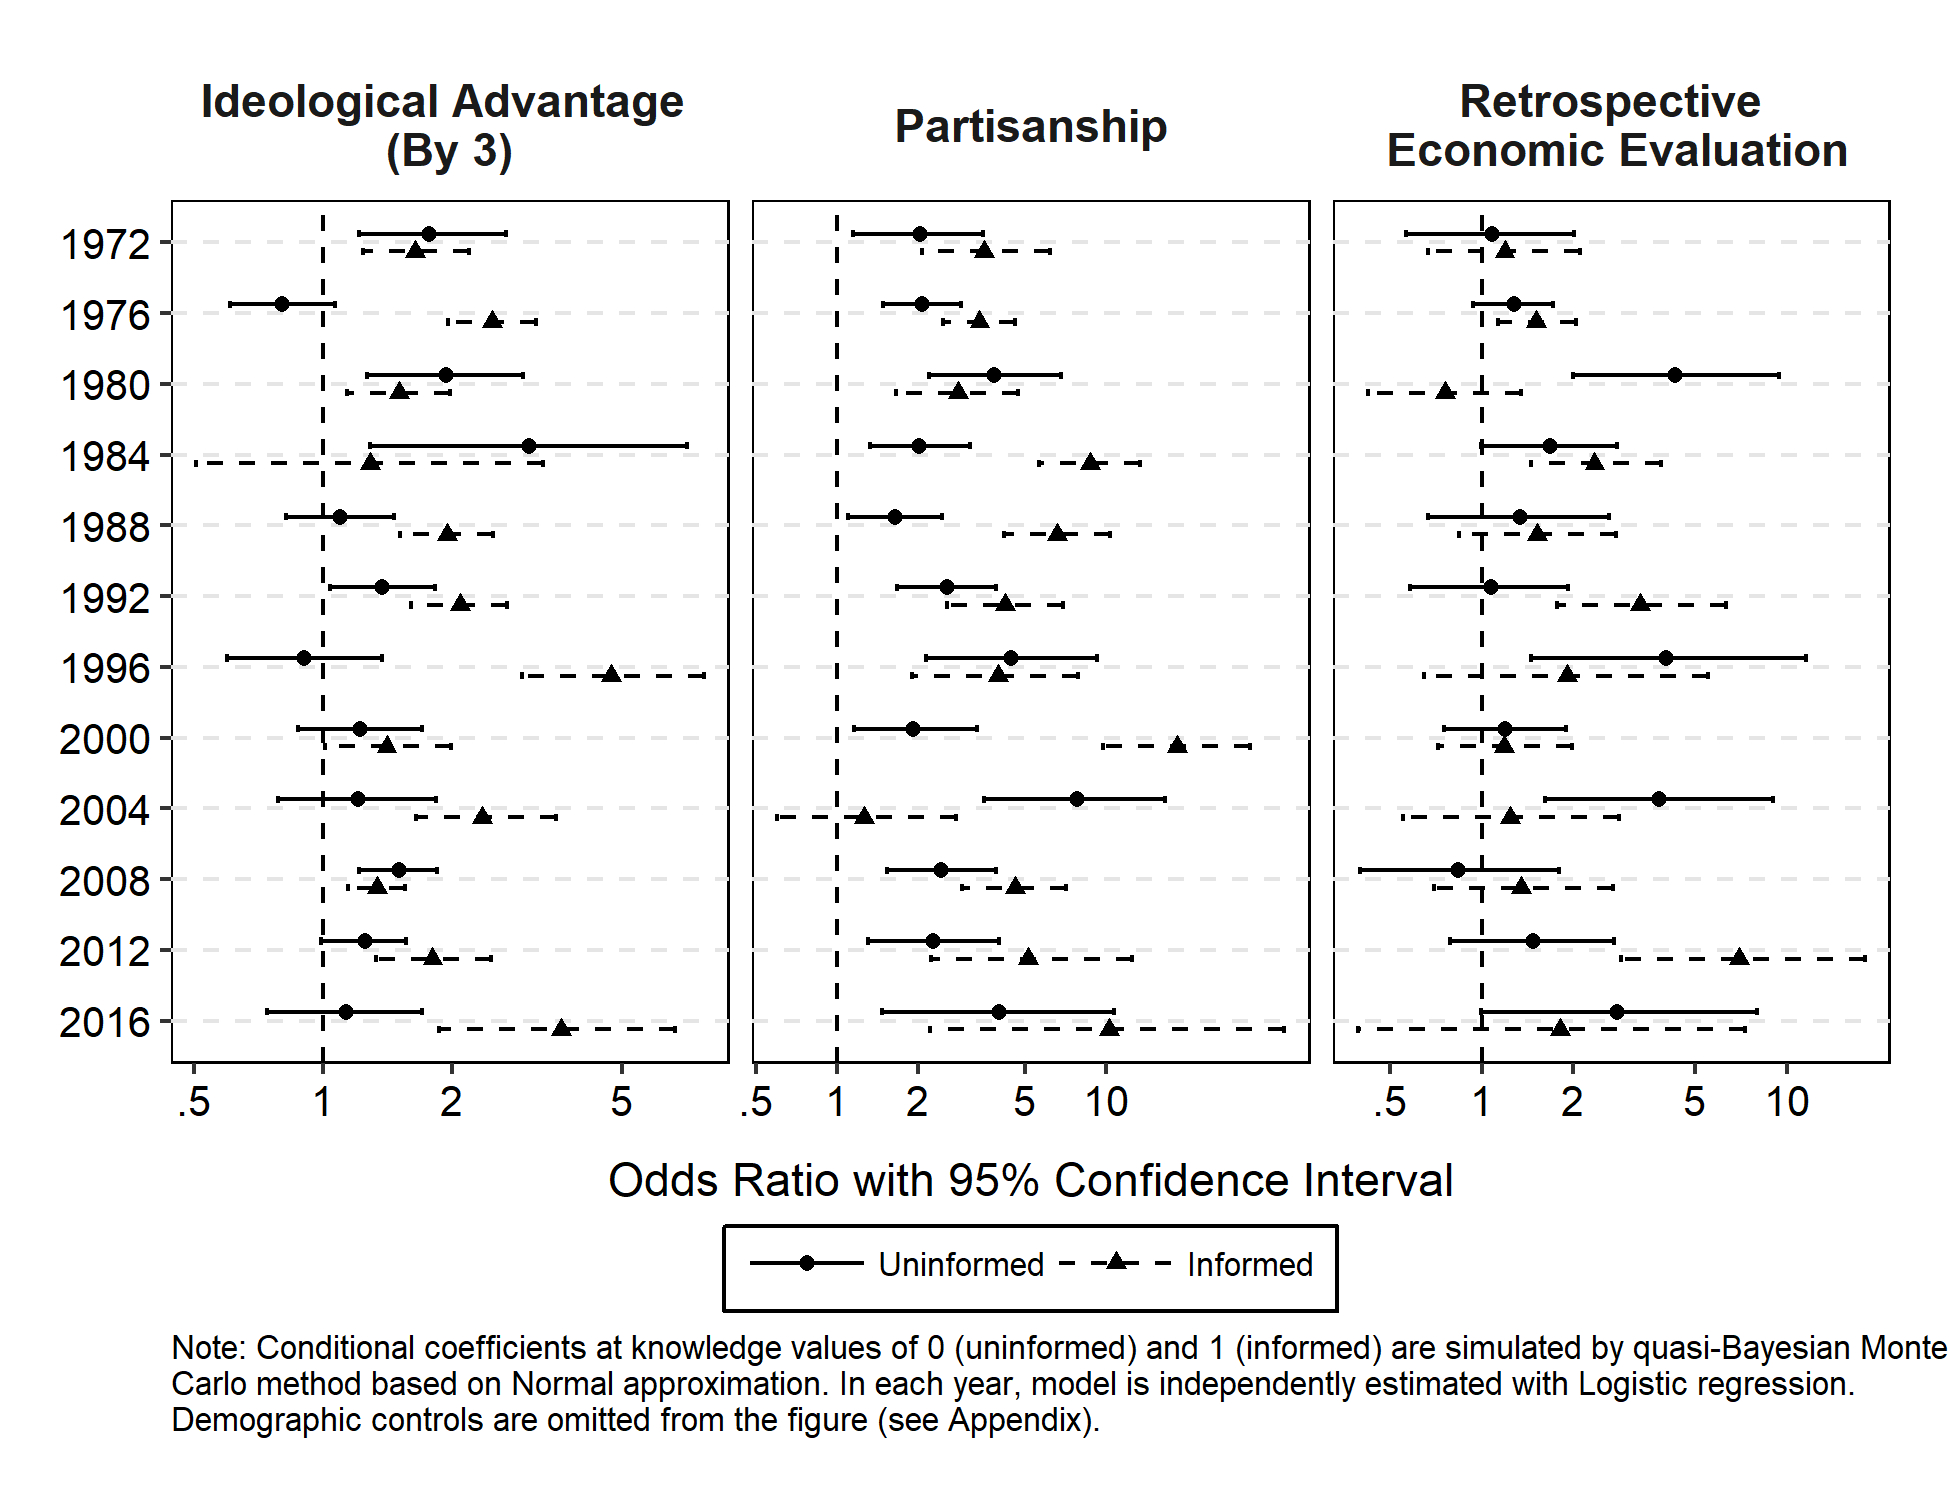 Ideological Advantage
(By 3)
Partisanship
Retrospective
Economic Evaluation
1972
1976
1980
1984
1988
1992
1996
2000
2004
2008
2012
2016
.5 1 2 5
.5 1 2 5 10
.5 1 2 5 10
Odds Ratio with 95% Confidence Interval
Uninformed Informed
Note: Conditional coefficients at knowledge values of 0 (uninformed) and 1 (informed) are simulated by quasi-Bayesian Monte
Carlo method based on Normal approximation. In each year, model is independently estimated with Logistic regression.
Demographic controls are omitted from the figure (see Appendix).